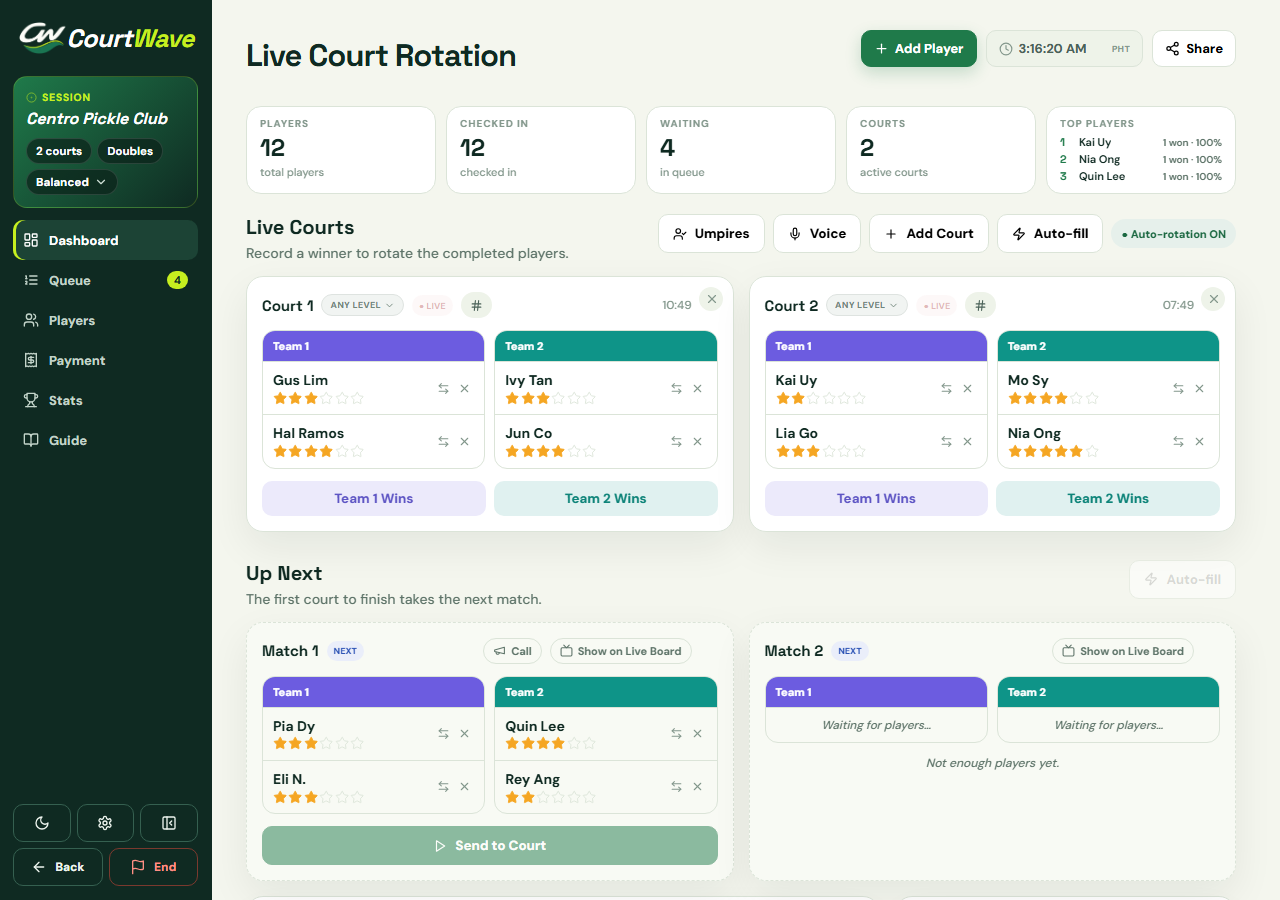 CW CourtWave
SESSION
Centro Pickle Club
2 courts Doubles
Balanced
Dashboard
Queue 4
Players
Payment
Stats
Guide
Back End
Live Court Rotation
+ Add Player 3:16:20 AM PHT Share
PLAYERS
12
total players
CHECKED IN
12
checked in
WAITING
4
in queue
COURTS
2
active courts
TOP PLAYERS
1 Kai Uy 1 won · 100%
2 Nia Ong 1 won · 100%
3 Quin Lee 1 won · 100%
Live Courts
Record a winner to rotate the completed players.
Umpires Voice + Add Court Auto-fill • Auto-rotation ON
Court 1 ANY LEVEL • LIVE # 10:49 ×
Team 1 Team 2
Gus Lim Ivy Tan
Hal Ramos Jun Co
Team 1 Wins Team 2 Wins
Court 2 ANY LEVEL • LIVE # 07:49 ×
Team 1 Team 2
Kai Uy Mo Sy
Lia Go Nia Ong
Team 1 Wins Team 2 Wins
Up Next
The first court to finish takes the next match.
Auto-fill
Match 1 NEXT Call Show on Live Board
Team 1 Team 2
Pia Dy Quin Lee
Eli N. Rey Ang
Send to Court
Match 2 NEXT Show on Live Board
Team 1 Team 2
Waiting for players… Waiting for players…
Not enough players yet.